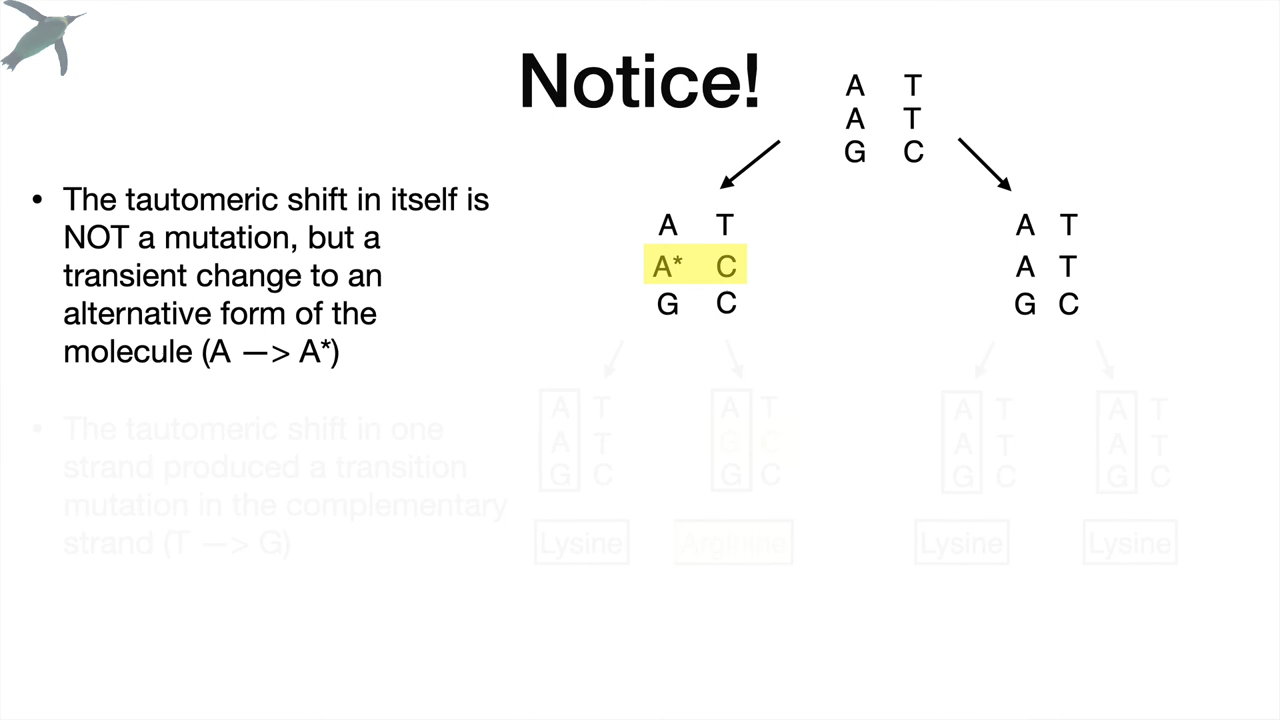 Notice!
A T
A T
G C
• The tautomeric shift in itself is
NOT a mutation, but a
transient change to an
alternative form of the
molecule (A —> A*)
A T
A* C
G C
A T
A T
G C
• The tautomeric shift in one
strand produced a transition
mutation in the complementary
strand (T —> G)
A T
A T
G C
Lysine
A T
G C
G C
Arginine
A T
A T
G C
Lysine
A T
A T
G C
Lysine